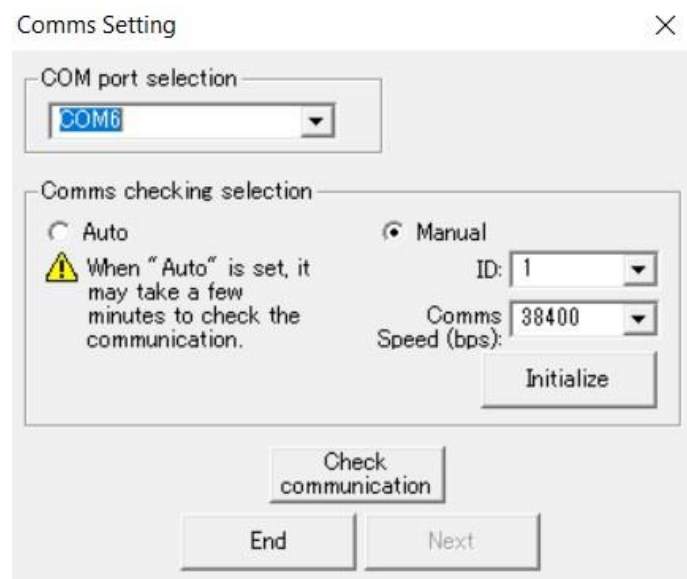 Comms Setting
COM port selection
COM6
Comms checking selection
Auto
When "Auto" is set, it
may take a few
minutes to check the
communication.
Manual
ID: 1
Comms
Speed (bps): 38400
Initialize
Check
communication
End
Next